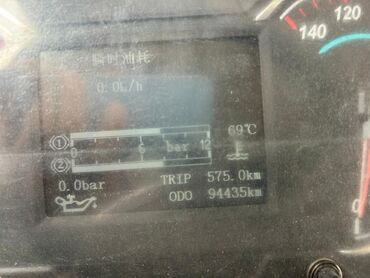 瞬时油耗
0.0L/h
140 120
① 69℃
0 6 bar 12
②
0.0bar TRIP 575.0km
ODO 94435km
0